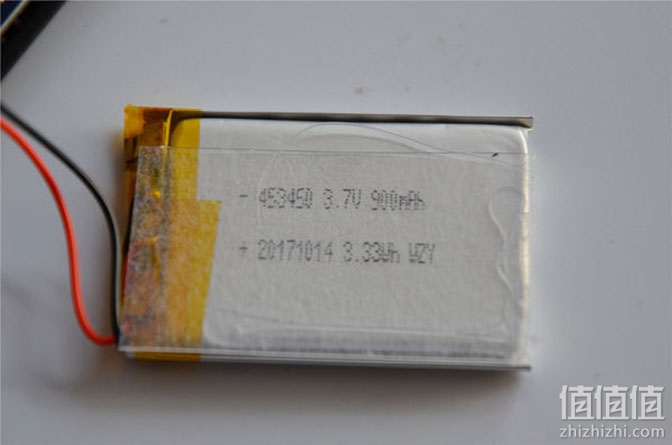 - 453450 3.7V 900mAh
+ 20171014 3.33Wh WZY
值值值
zhizhizhi.com